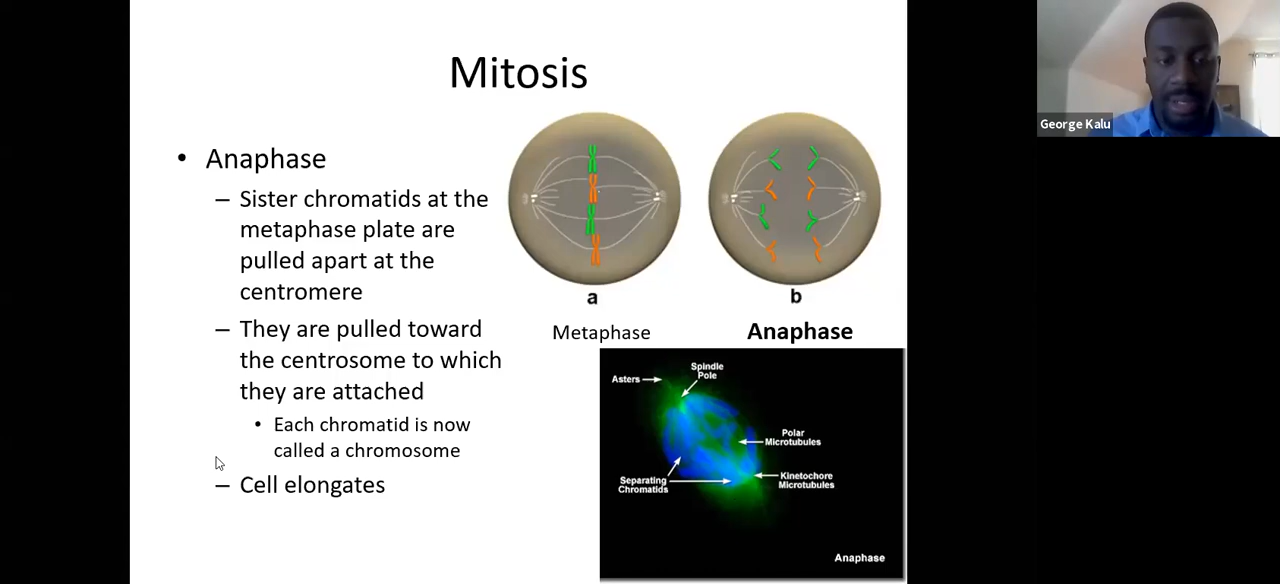 Mitosis
George Kalu
• Anaphase
– Sister chromatids at the
metaphase plate are
pulled apart at the
centromere
– They are pulled toward
the centrosome to which
they are attached
• Each chromatid is now
called a chromosome
– Cell elongates
a
b
Metaphase
Anaphase
Asters
Spindle
Pole
Polar
Microtubules
Separating
Chromatids
Kinetochore
Microtubules
Anaphase